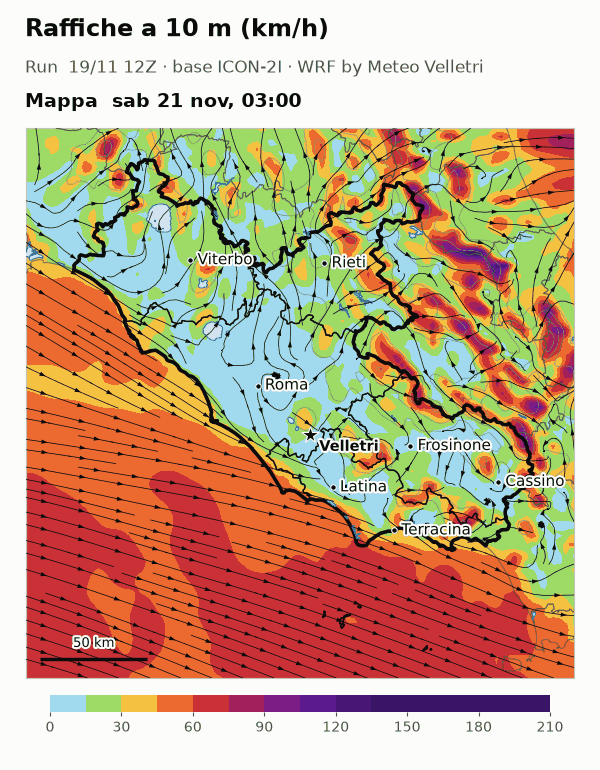 Raffiche a 10 m (km/h)
Run  19/11 12Z · base ICON-2I · WRF by Meteo Velletri
Mappa  sab 21 nov, 03:00
Viterbo
Rieti
Roma
Velletri
Frosinone
Latina
Cassino
Terracina
50 km
0 30 60 90 120 150 180 210